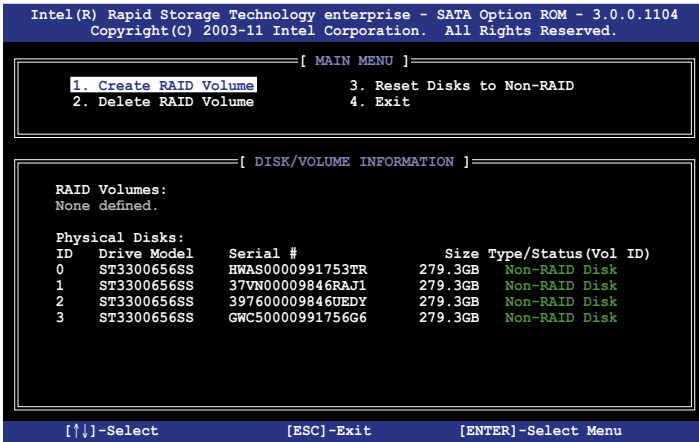 Intel(R) Rapid Storage Technology enterprise - SATA Option ROM - 3.0.0.1104
Copyright(C) 2003-11 Intel Corporation. All Rights Reserved.
[ MAIN MENU ]
1. Create RAID Volume 3. Reset Disks to Non-RAID
2. Delete RAID Volume 4. Exit
[ DISK/VOLUME INFORMATION ]
RAID Volumes:
None defined.
Physical Disks:
ID Drive Model Serial # Size Type/Status(Vol ID)
0 ST3300656SS HWAS0000991753TR 279.3GB Non-RAID Disk
1 ST3300656SS 37VN00009846RAJ1 279.3GB Non-RAID Disk
2 ST3300656SS 397600009846UEDY 279.3GB Non-RAID Disk
3 ST3300656SS GWC50000991756G6 279.3GB Non-RAID Disk
[↑↓]-Select [ESC]-Exit [ENTER]-Select Menu